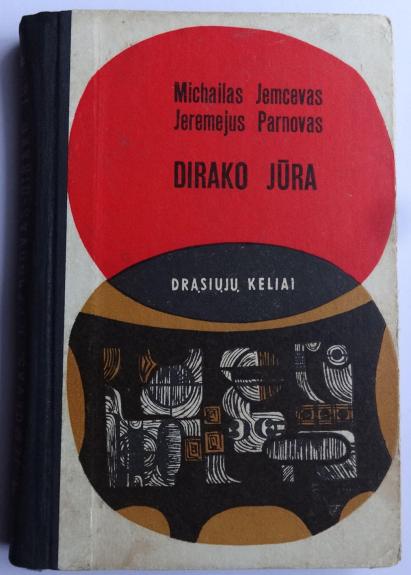 Michailas Jemcevas
Jeremejus Parnovas
DIRAKO JŪRA
DRĄSIŲJŲ KELIAI